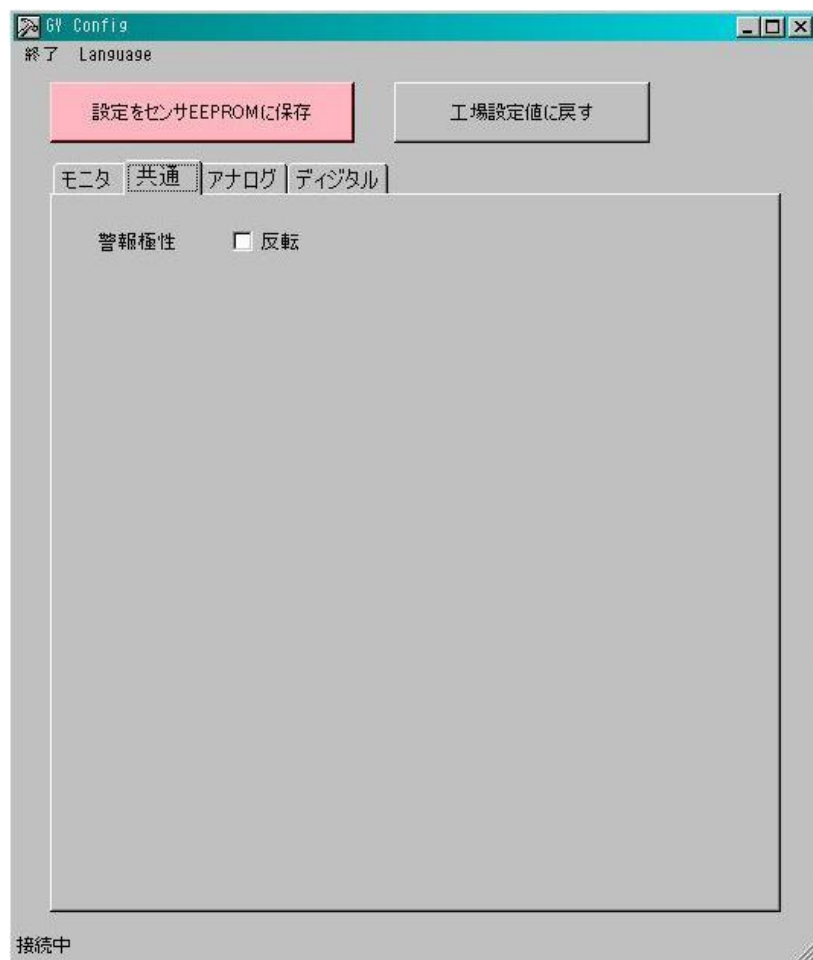 GV Config
終了 Language
設定をセンサEEPROMに保存 工場設定値に戻す
モニタ 共通 アナログ ディジタル
警報極性 反転
接続中